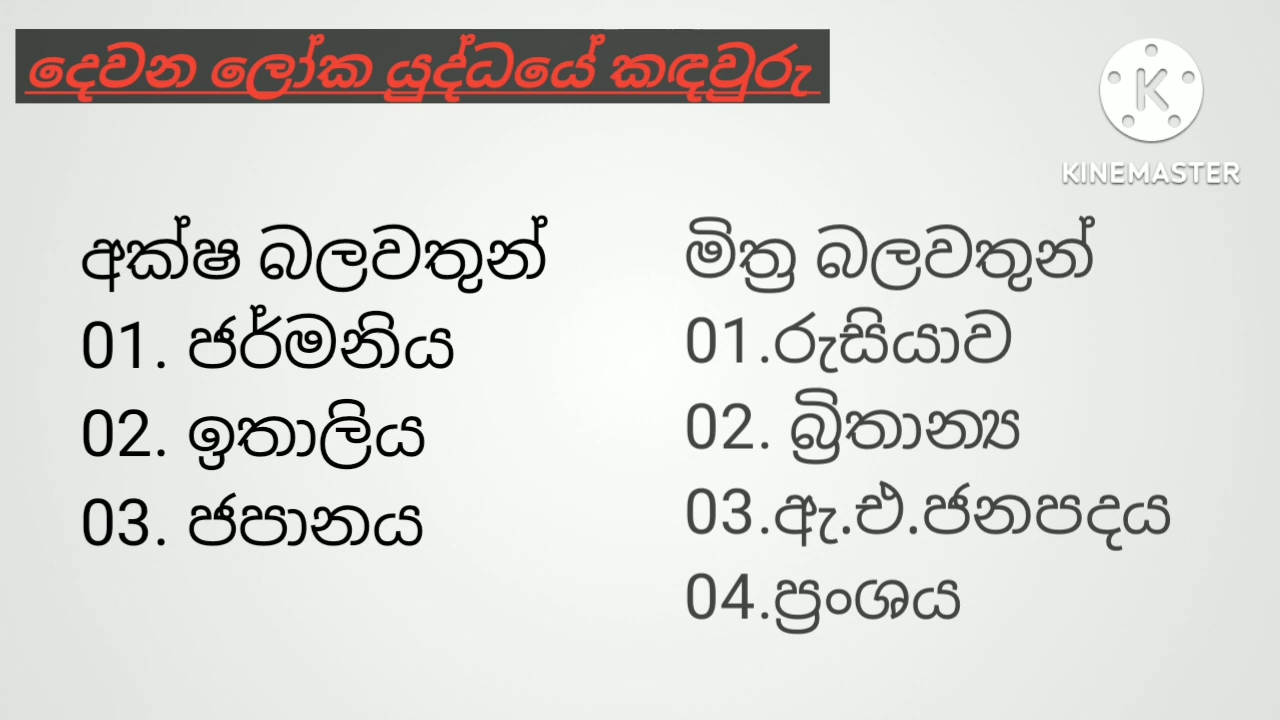 දෙවන ලෝක යුද්ධයේ කඳවුරු
KINEMASTER
අක්ෂ බලවතුන්
01. ජර්මනිය
02. ඉතාලිය
03. ජපානය
මිත්‍ර බලවතුන්
01.රුසියාව
02. බ්‍රිතාන්‍ය
03.ඇ.එ.ජනපදය
04.ප්‍රංශය